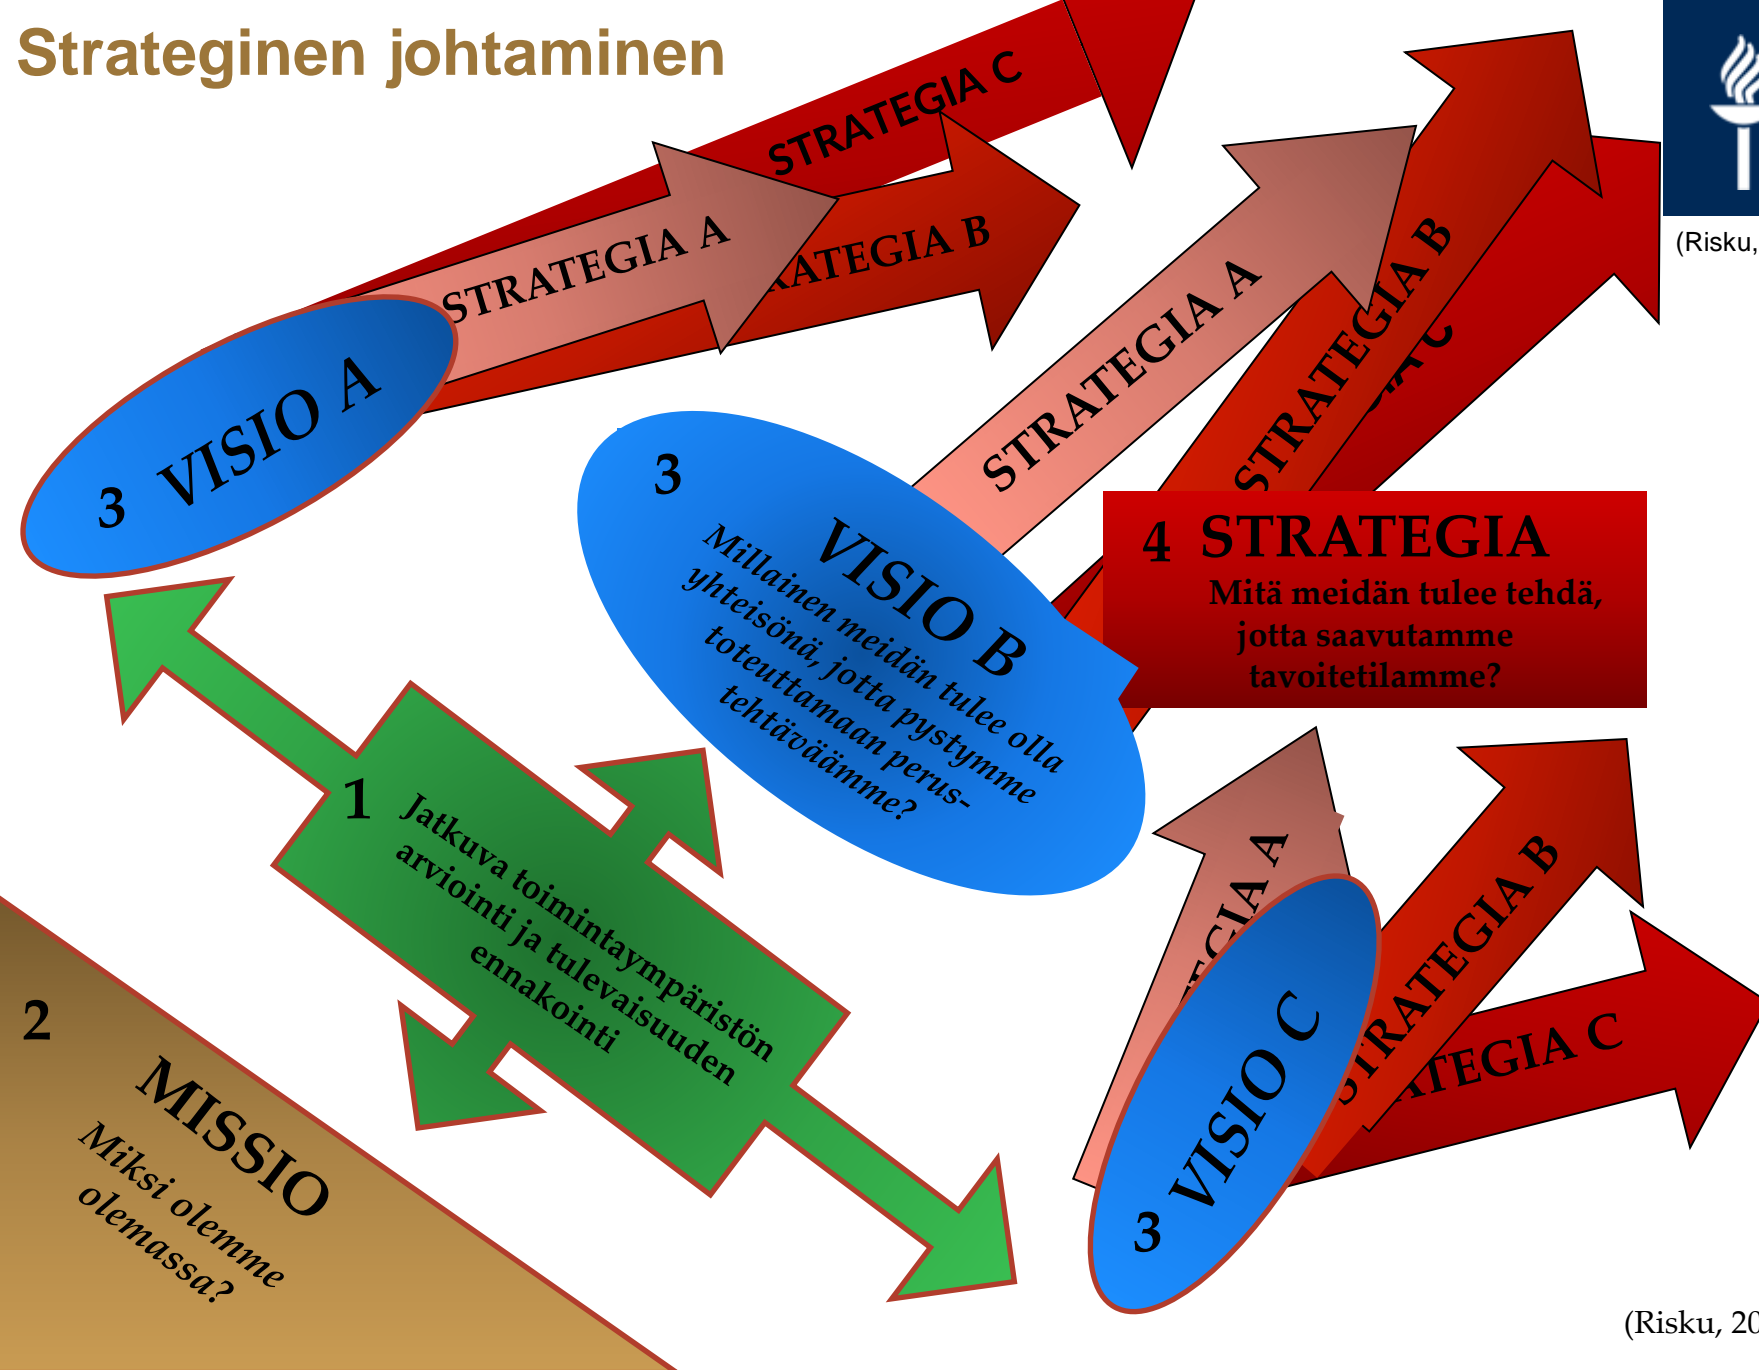 Strateginen johtaminen
STRATEGIA C
STRATEGIA A
RATEGIA B
3 VISIO A
STRATEGIA A
STRATEGIA B
IA C
(Risku,
3
VISIO B
Millainen meidän tulee olla
yhteisönä, jotta pystymme
toteuttamaan perus-
tehtäväämme?
4 STRATEGIA
Mitä meidän tulee tehdä,
jotta saavutamme
tavoitetilamme?
1
Jatkuva toimintaympäristön
arviointi ja tulevaisuuden
ennakointi
2
MISSIO
Miksi olemme
olemassa?
TEGIA A
STRATEGIA B
ATEGIA C
3 VISIO C
(Risku, 20